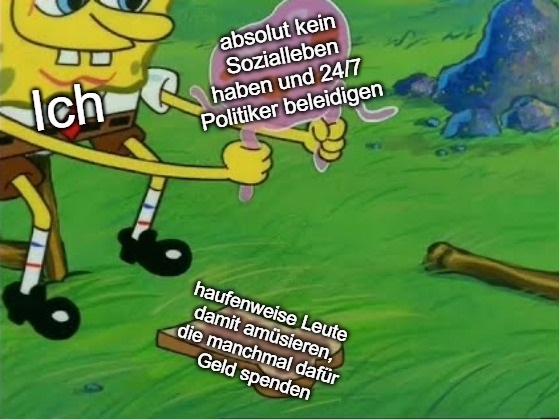 Ich
absolut kein
Sozialleben
haben und 24/7
Politiker beleidigen
haufenweise Leute
damit amüsieren,
die manchmal dafür
Geld spenden